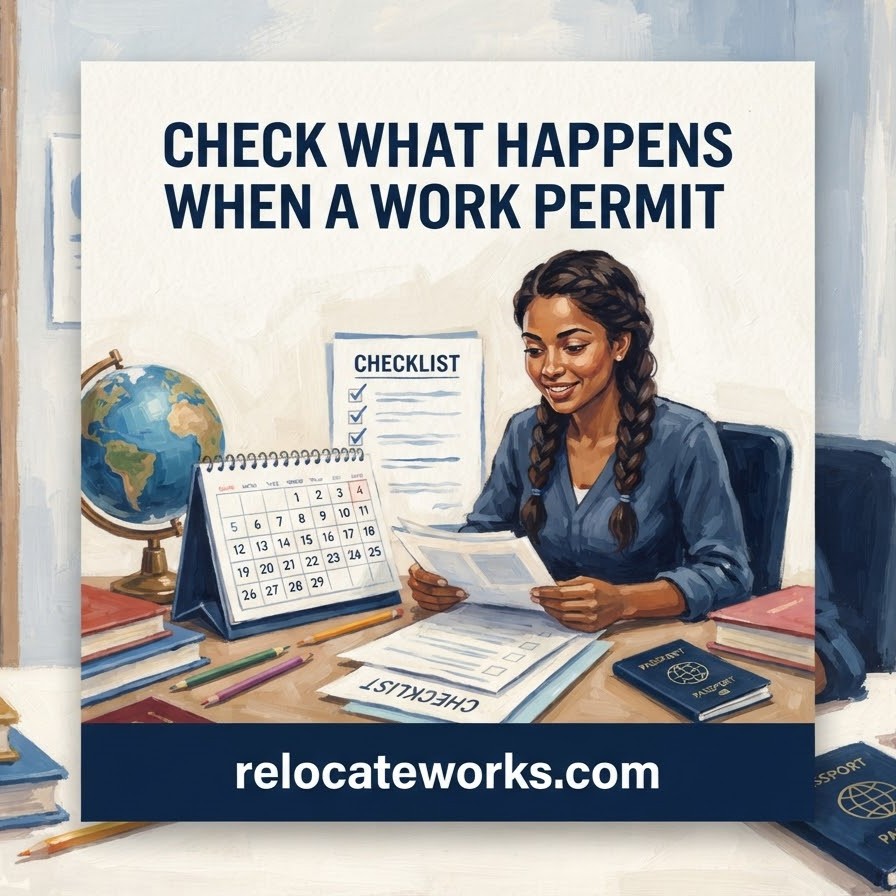 CHECK WHAT HAPPENS
WHEN A WORK PERMIT
CHECKLIST
1 2 3 4
5 6 7 8 9 10 11
12 13 14 15 16 17 18
19 20 21 22 23 24 25
26 27 28 29
CHECKLIST
PASSPORT
relocateworks.com
SSPORT
PA